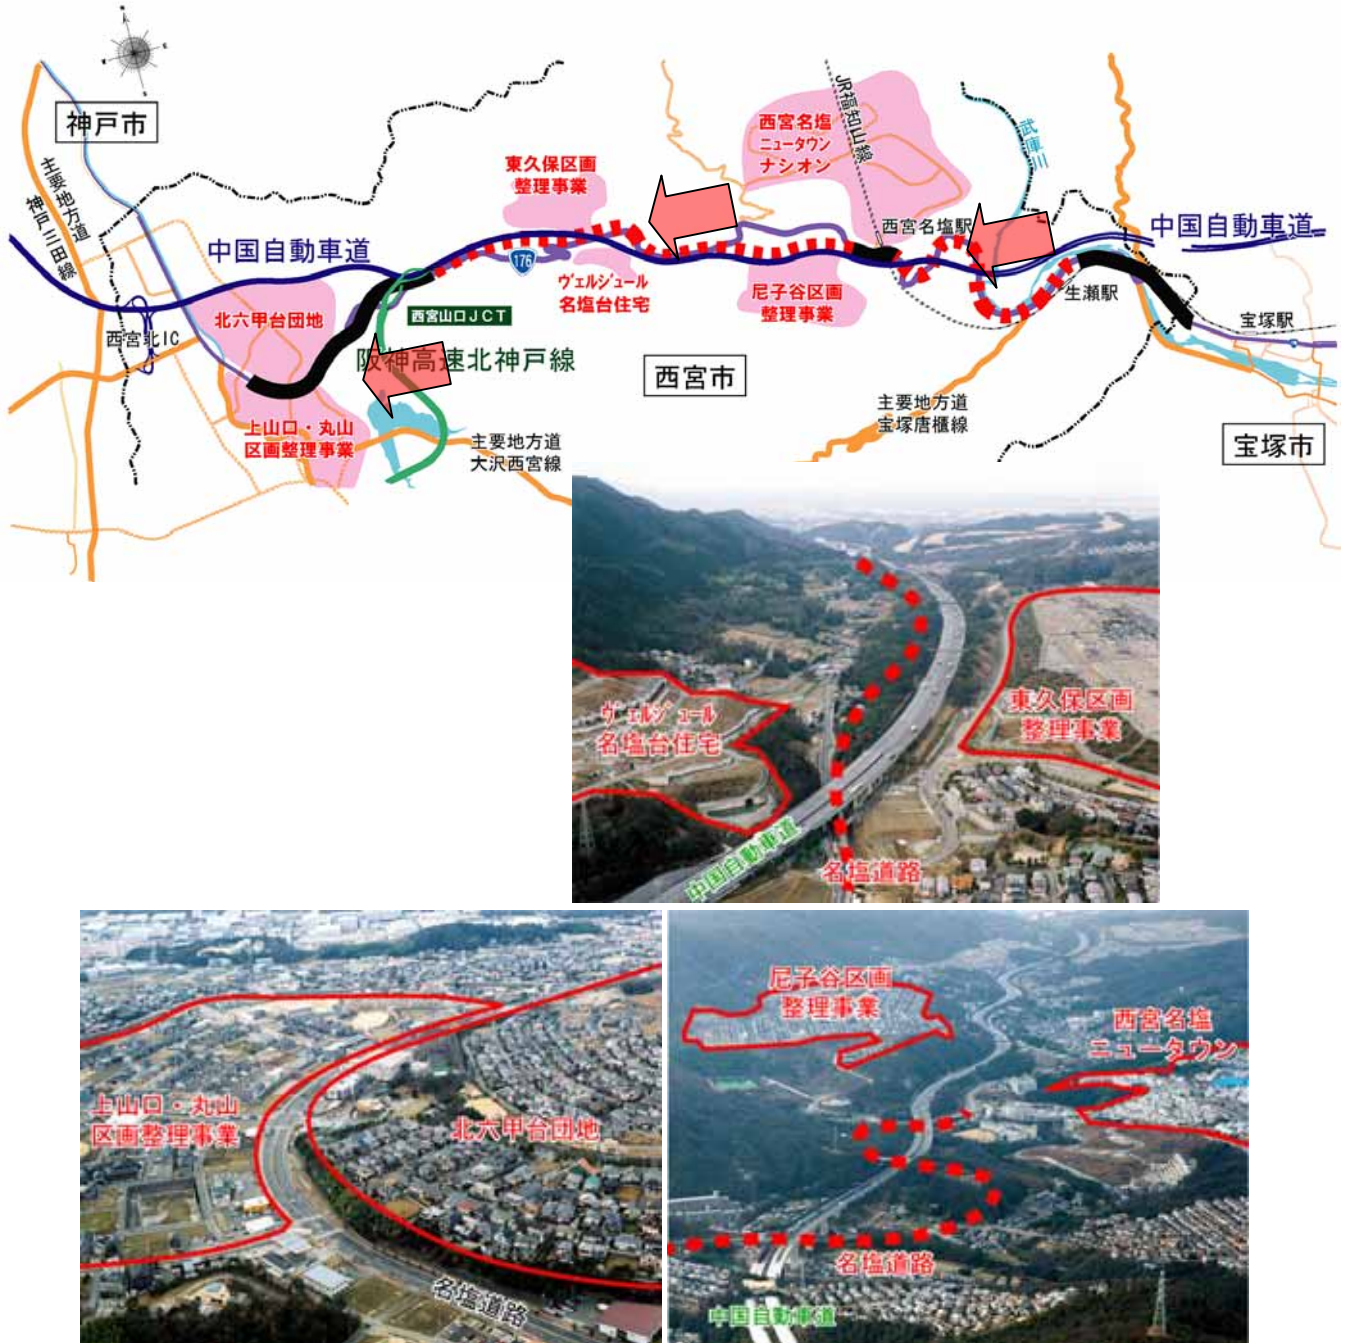 神戸市
主要地方道
神戸三田線
中国自動車道
西宮北IC
北六甲台団地
上山口・丸山
区画整理事業
西宮山口JCT
阪神高速北神戸線
主要地方道
大沢西宮線
東久保区画
整理事業
176
ヴェルジュール
名塩台住宅
西宮名塩
ニュータウン
ナシオン
JR福知山線
西宮名塩駅
尼子谷区画
整理事業
西宮市
武庫川
中国自動車道
生瀬駅
宝塚駅
主要地方道
宝塚唐櫃線
宝塚市
ヴェルジュール
名塩台住宅
東久保区画
整理事業
中国自動車道
名塩道路
上山口・丸山
区画整理事業
北六甲台団地
名塩道路
尼子谷区画
整理事業
西宮名塩
ニュータウン
名塩道路
中国自動車道